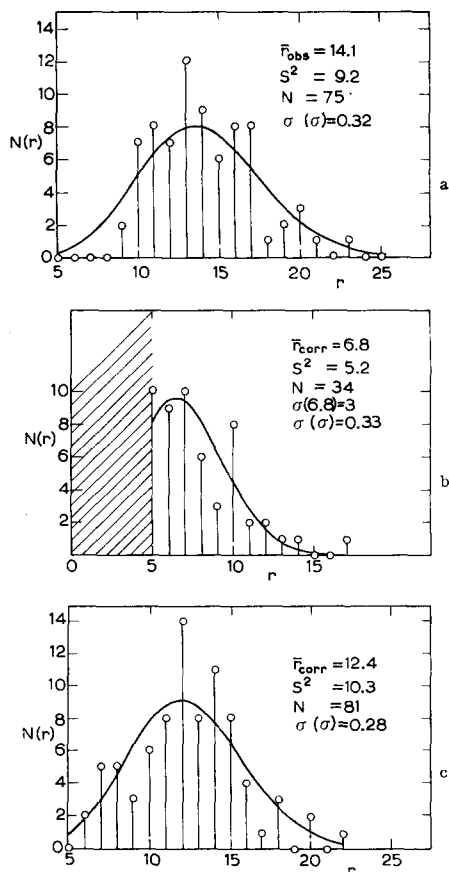 14
12
10
8
6
4
2
0
N(r)
r̄obs = 14.1
S² = 9.2
N = 75
σ (σ) = 0.32
5
10
15
20
25
r
a
10
8
6
4
2
N(r)
r̄corr = 6.8
S² = 5.2
N = 34
σ(6.8) = 3
σ (σ) = 0.33
0
5
10
15
r
b
14
12
10
8
6
4
2
0
N(r)
r̄corr = 12.4
S² = 10.3
N = 81
σ (σ) = 0.28
5
10
15
20
25
r
c